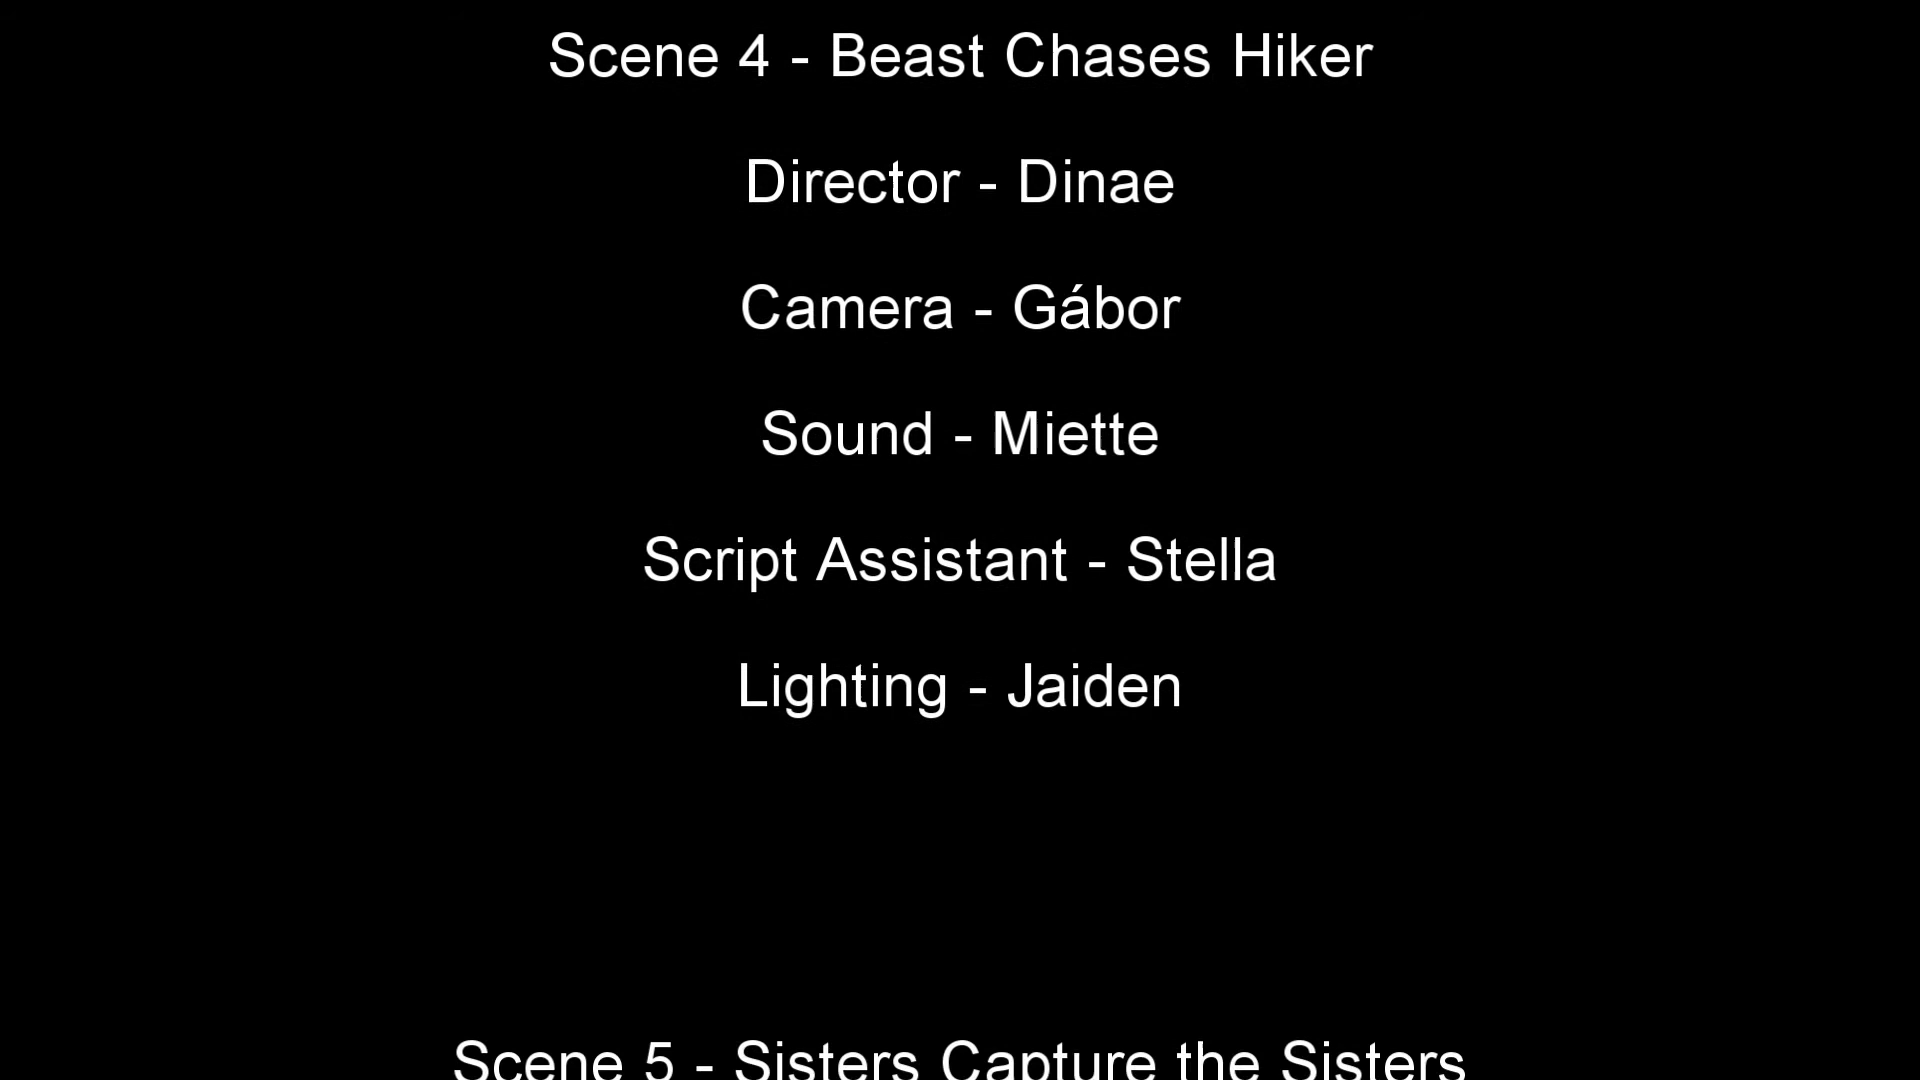 Scene 4 - Beast Chases Hiker
Director - Dinae
Camera - Gábor
Sound - Miette
Script Assistant - Stella
Lighting - Jaiden
Scene 5 - Sisters Capture the Sisters